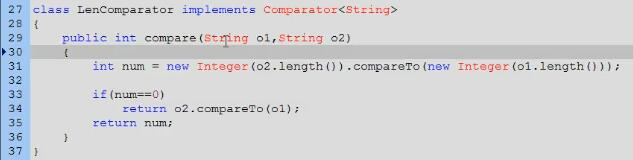 27 class LenComparator implements Comparator<String>
28 {
29     public int compare(String o1,String o2)
30     {
31         int num = new Integer(o2.length()).compareTo(new Integer(o1.length()));
32
33         if(num==0)
34             return o2.compareTo(o1);
35         return num;
36     }
37 }